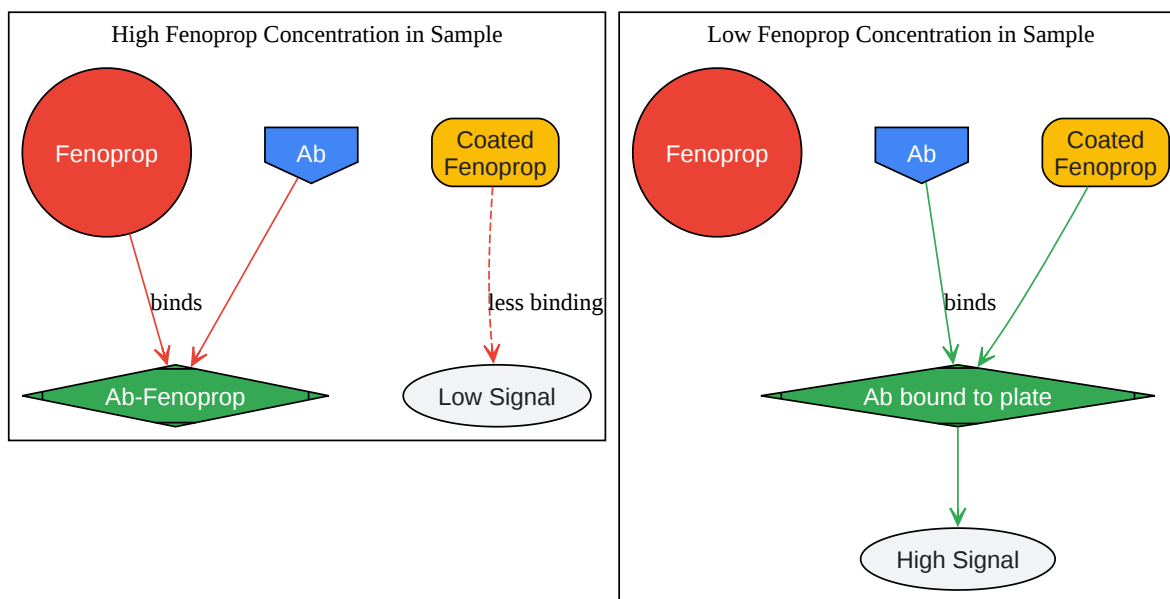 High Fenoprop Concentration in Sample
Fenoprop
Ab
Coated
Fenoprop
binds
less binding
Ab-Fenoprop
Low Signal
Low Fenoprop Concentration in Sample
Fenoprop
Ab
Coated
Fenoprop
binds
Ab bound to plate
High Signal